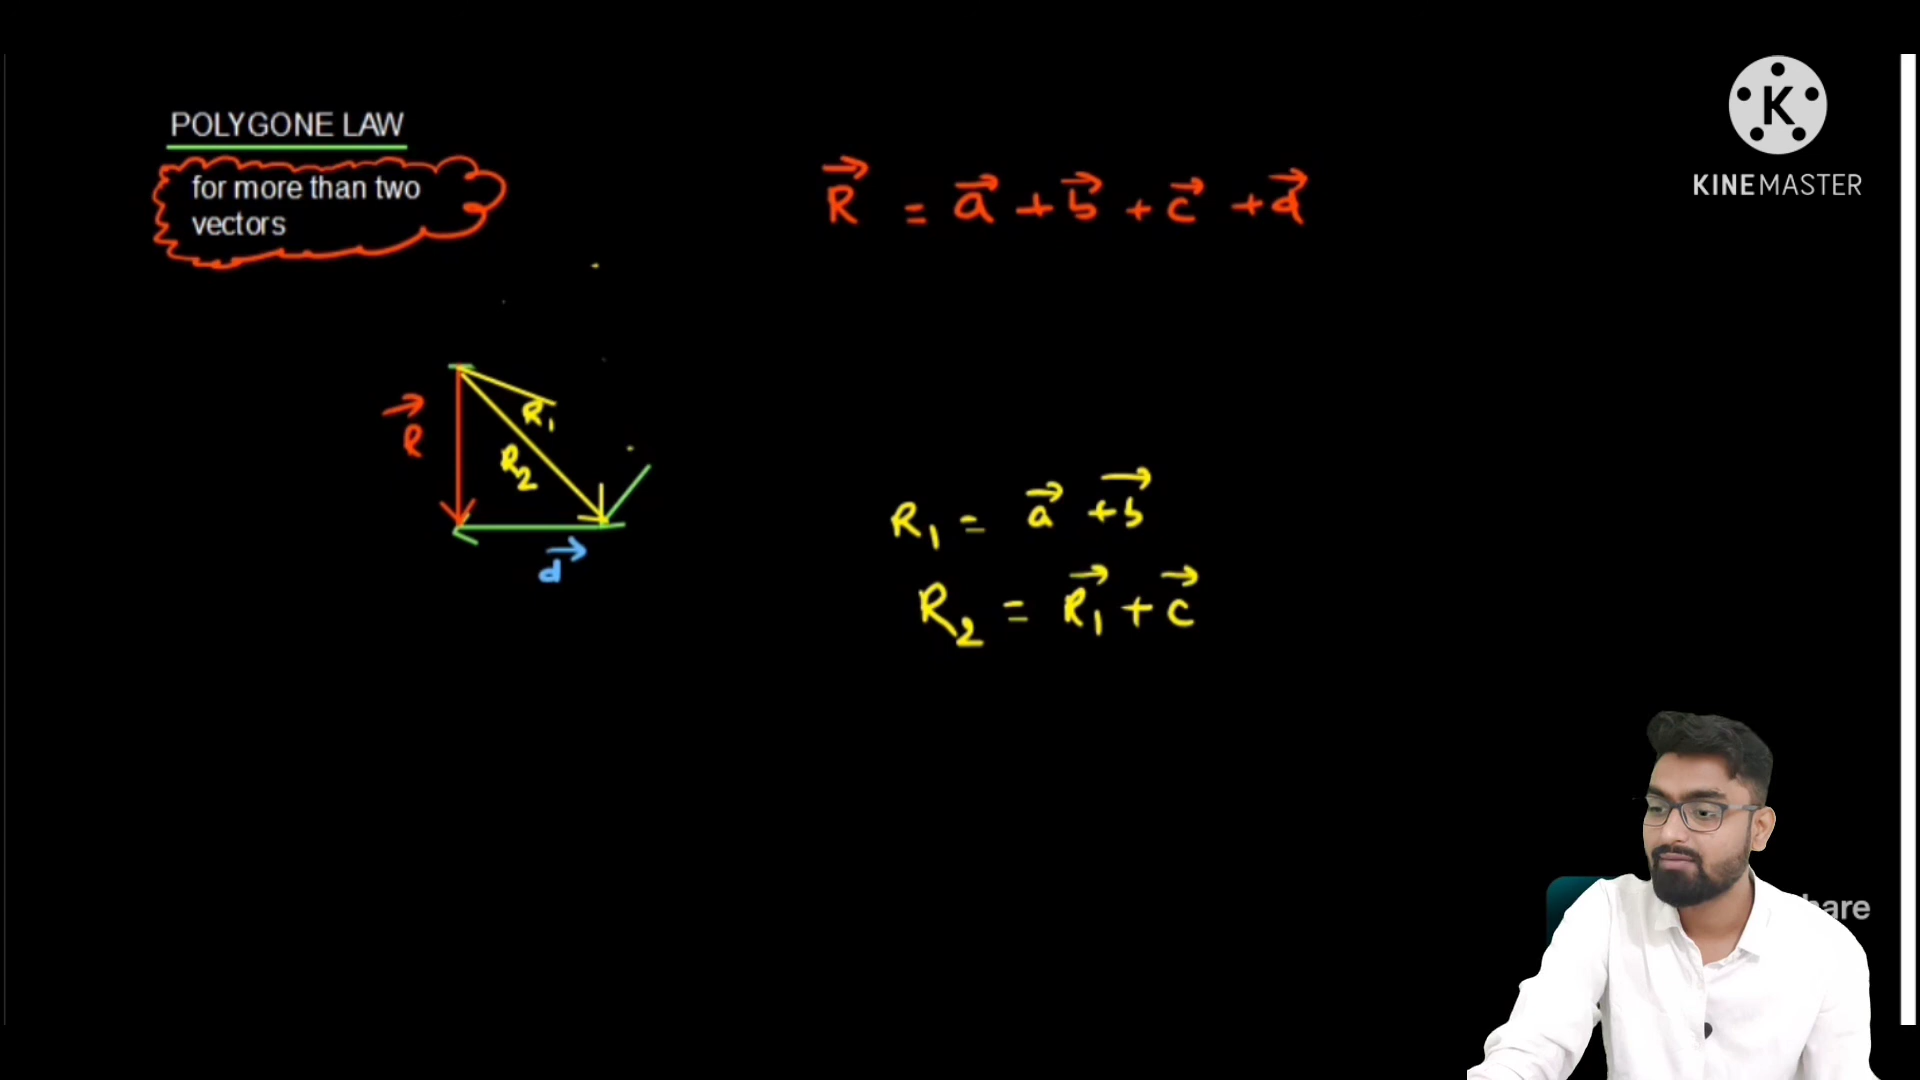 POLYGONE LAW
for more than two
vectors
K
KINEMASTER
R⃗ = a⃗ + b⃗ + c⃗ + d⃗
R⃗
R₁
R₂
d⃗
R₁ = a⃗ + b⃗
R₂ = R⃗₁ + c⃗